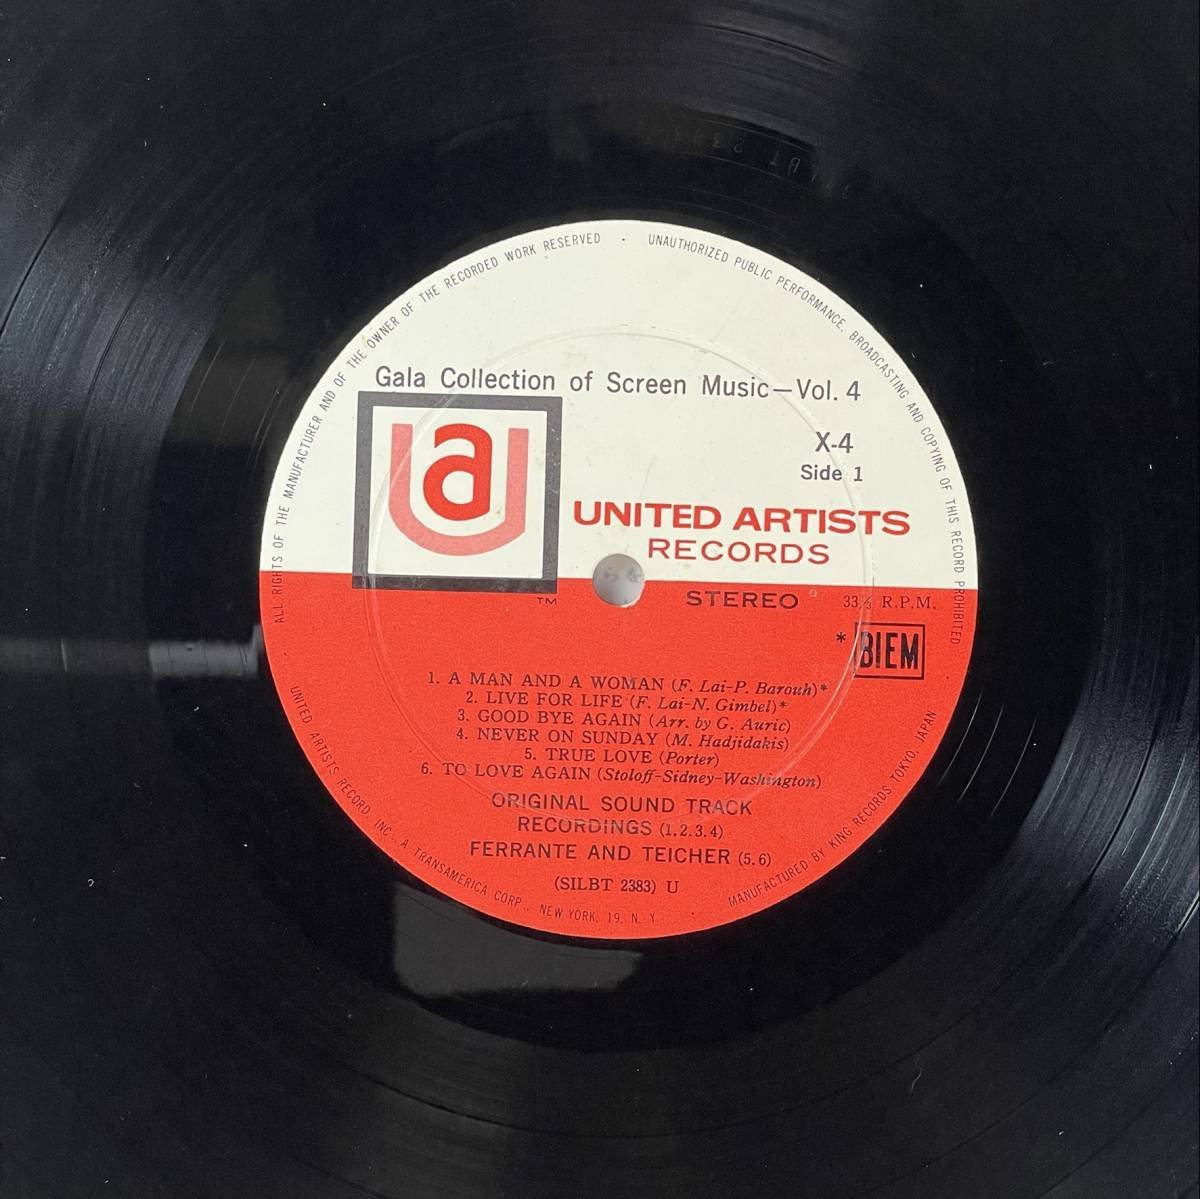 ALL RIGHTS OF THE MANUFACTURER AND OF THE OWNER OF THE RECORDED WORK RESERVED · UNAUTHORIZED PUBLIC PERFORMANCE, BROADCASTING AND COPYING OF THIS RECORD PROHIBITED
Gala Collection of Screen Music—Vol. 4
X-4
Side 1
ua
UNITED ARTISTS
RECORDS
TM
STEREO
33⅓ R.P.M.
* BIEM
1. A MAN AND A WOMAN (F. Lai-P. Barouh)*
2. LIVE FOR LIFE (F. Lai-N. Gimbel)*
3. GOOD BYE AGAIN (Arr. by G. Auric)
4. NEVER ON SUNDAY (M. Hadjidakis)
5. TRUE LOVE (Porter)
6. TO LOVE AGAIN (Stoloff-Sidney-Washington)
ORIGINAL SOUND TRACK
RECORDINGS (1.2.3.4)
FERRANTE AND TEICHER (5.6)
(SILBT 2383) U
UNITED ARTISTS RECORD, INC., A TRANSAMERICA CORP., NEW YORK, 19, N. Y.
MANUFACTURED BY KING RECORDS TOKYO, JAPAN